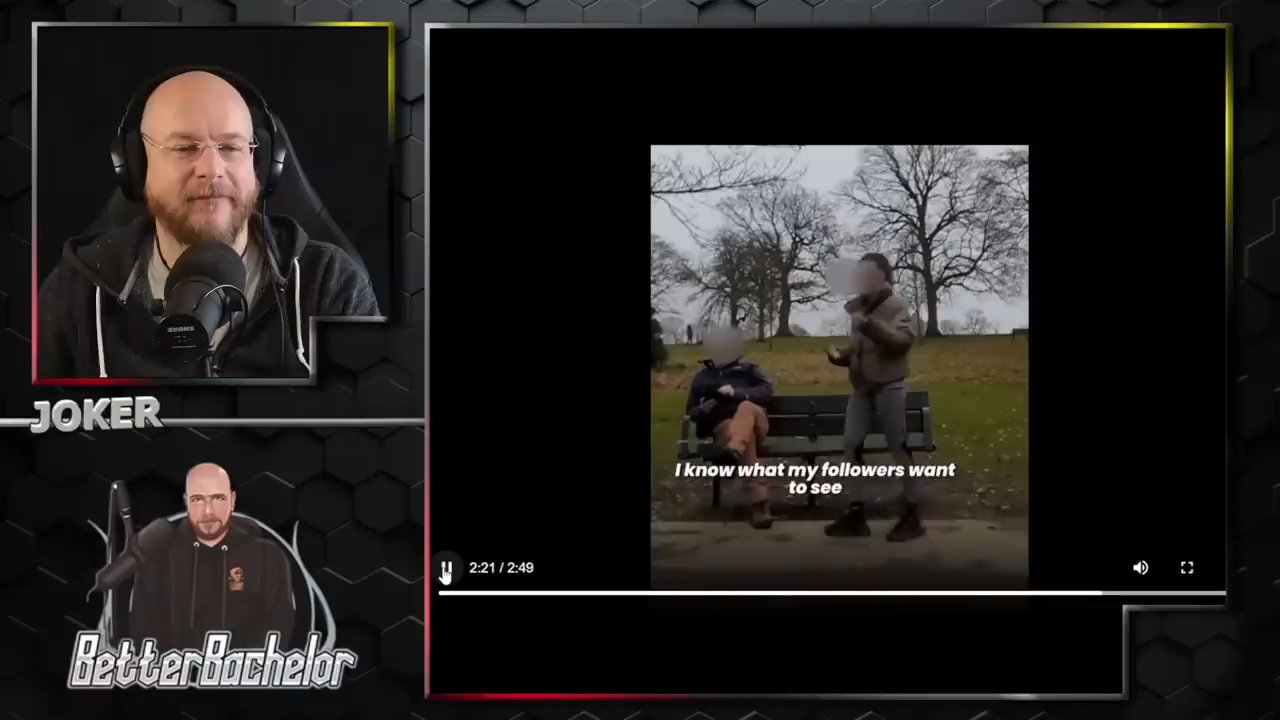 JOKER
BetterBachelor
I know what my followers want
to see
2:21 / 2:49